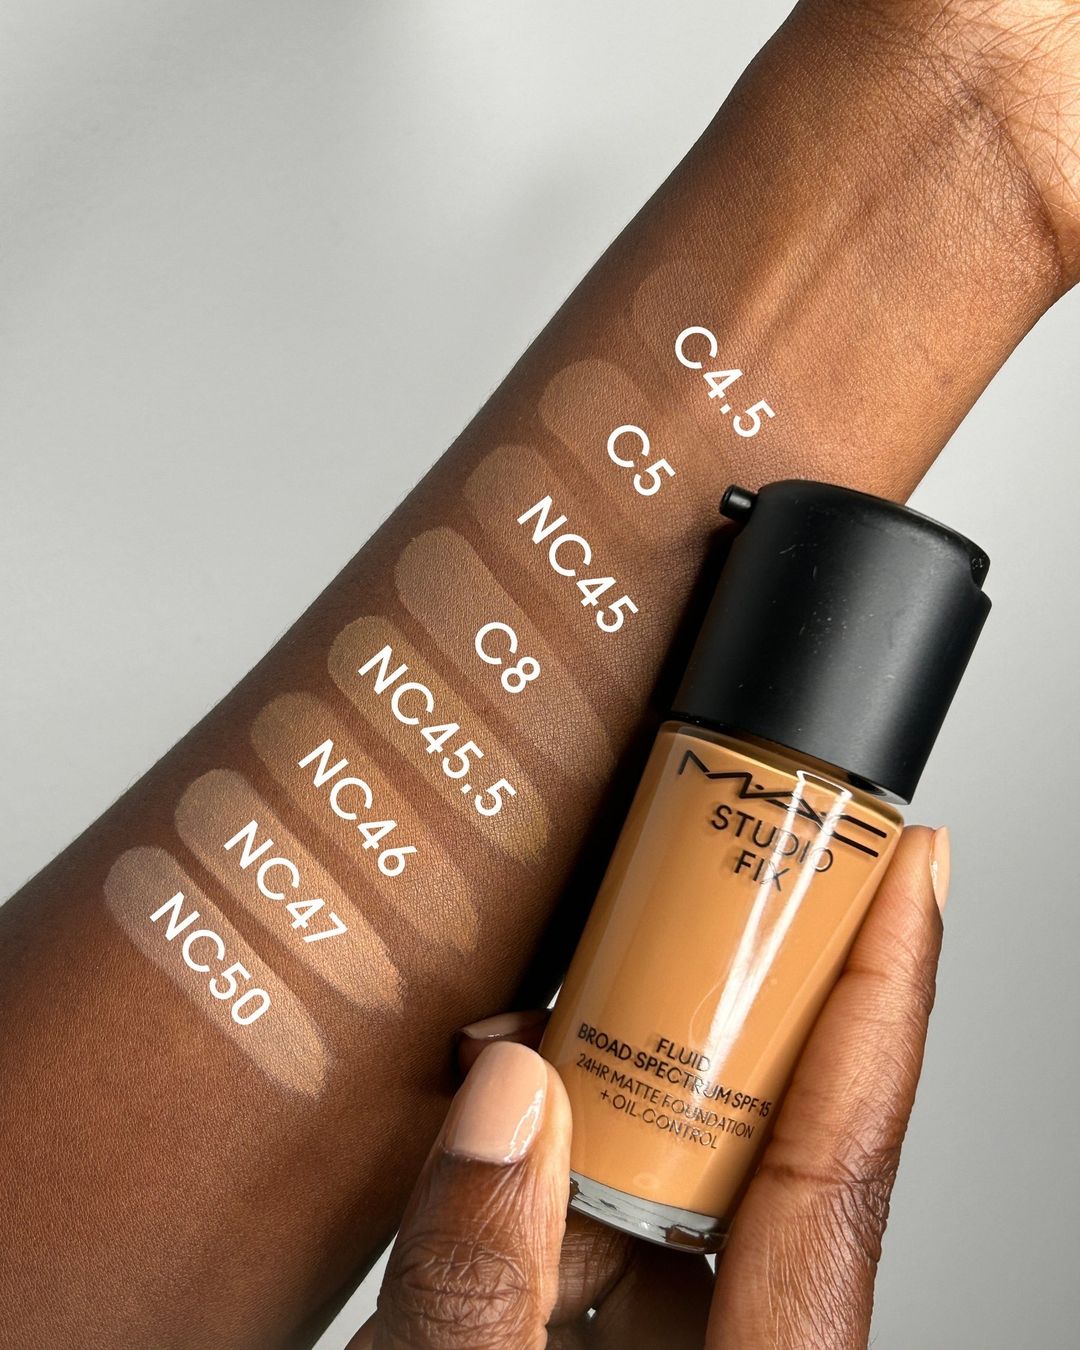 C4.5
C5
NC45
C8
NC45.5
NC46
NC47
NC50
MAC
STUDIO
FIX
FLUID
BROAD SPECTRUM SPF 15
24HR MATTE FOUNDATION
+ OIL CONTROL